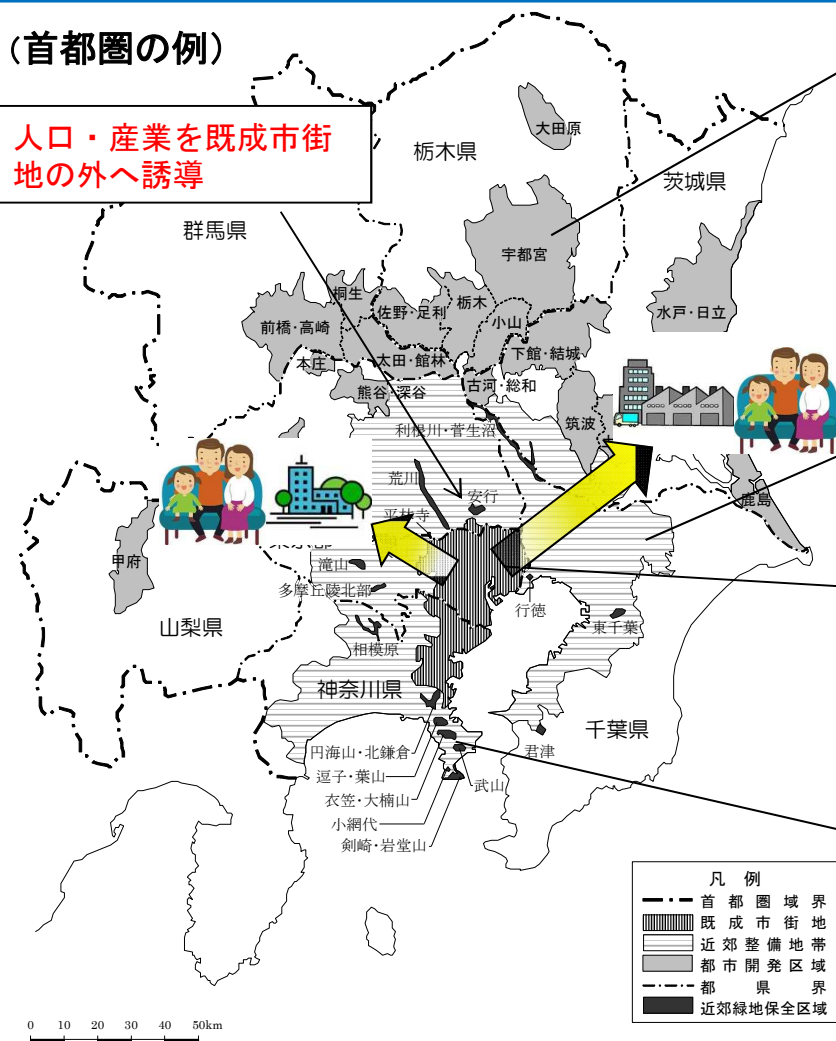 （首都圏の例）
人口・産業を既成市街
地の外へ誘導
大田原
栃木県
茨城県
群馬県
宇都宮
桐生
佐野・足利
栃木
小山
水戸・日立
前橋・高崎
本庄
太田・館林
下館・結城
熊谷・深谷
古河・総和
筑波
利根川・菅生沼
荒川
安行
平林寺
鹿島
甲府
滝山
多摩丘陵北部
行徳
東千葉
山梨県
相模原
神奈川県
千葉県
円海山・北鎌倉
君津
逗子・葉山
武山
衣笠・大楠山
小網代
剣崎・岩堂山
凡例
首都圏域界
既成市街地
近郊整備地帯
都市開発区域
都県界
近郊緑地保全区域
0 10 20 30 40 50km